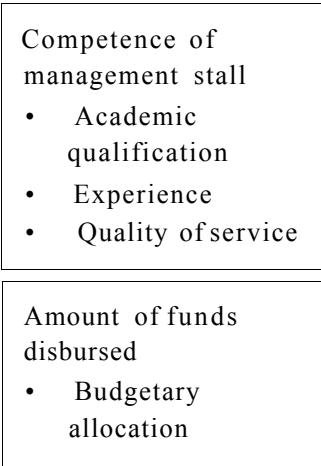 Competence of
management stall
• Academic
qualification
• Experience
• Quality of service
Amount of funds
disbursed
• Budgetary
allocation